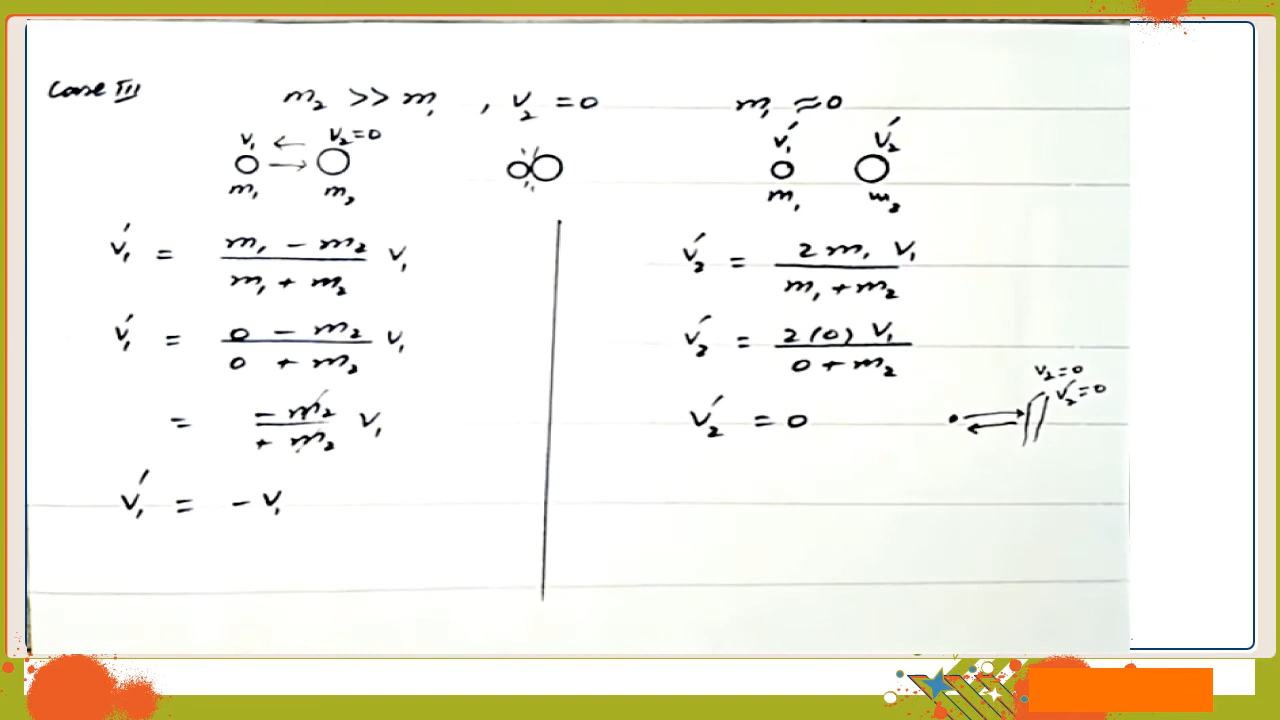 Case III
m₂ >> m₁ , v₂ = 0 m₁ ≈ 0
v₁ v₂ = 0 v₁′ v₂′
m₁ m₂ m₁ m₂
v₁′ = (m₁ − m₂)/(m₁ + m₂) v₁
v₁′ = (0 − m₂)/(0 + m₂) v₁
= (− m₂)/(+ m₂) v₁
v₁′ = − v₁
v₂′ = (2 m₁ v₁)/(m₁ + m₂)
v₂′ = (2(0) v₁)/(0 + m₂)
v₂′ = 0
v₂ = 0
v₂′ = 0